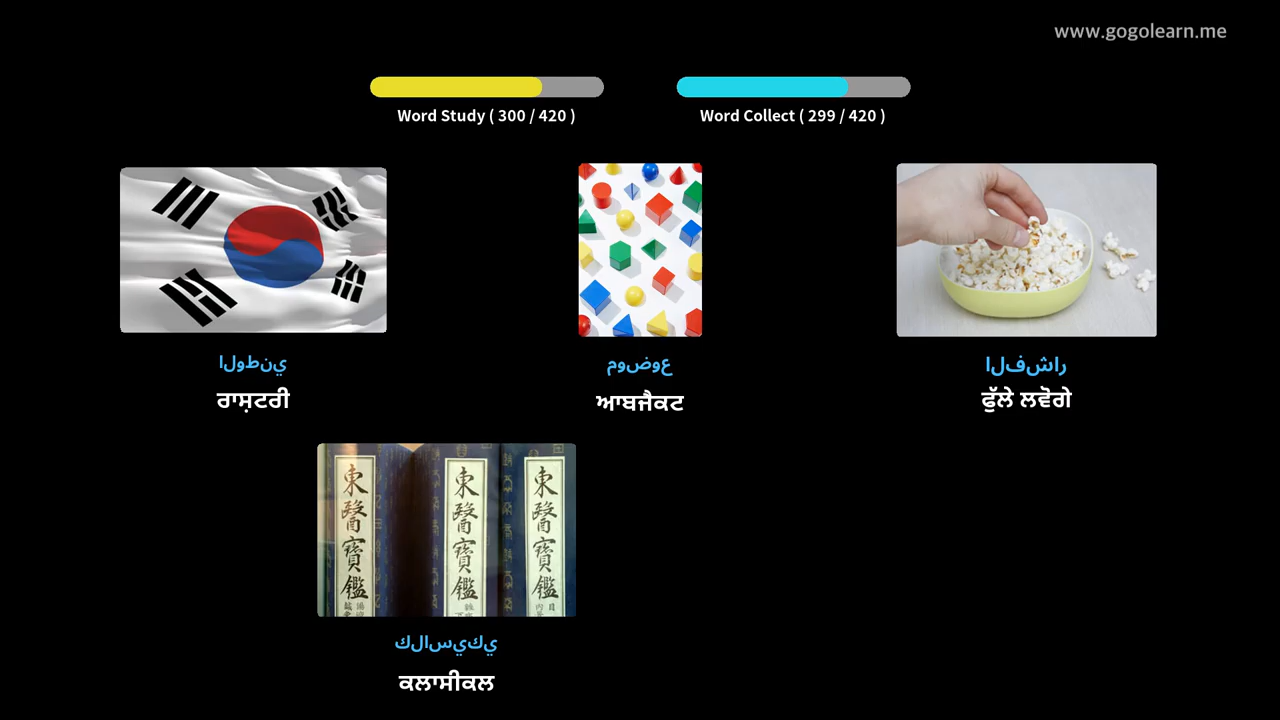 www.gogolearn.me
Word Study ( 300 / 420 )
Word Collect ( 299 / 420 )
الوطني
ਰਾਸ਼ਟਰੀ
موضوع
ਆਬਜੈਕਟ
الفشار
ਫੁੱਲੇ ਲਵੋਗੇ
東醫寶鑑
東醫寶鑑
東醫寶鑑
كلاسيكي
ਕਲਾਸੀਕਲ